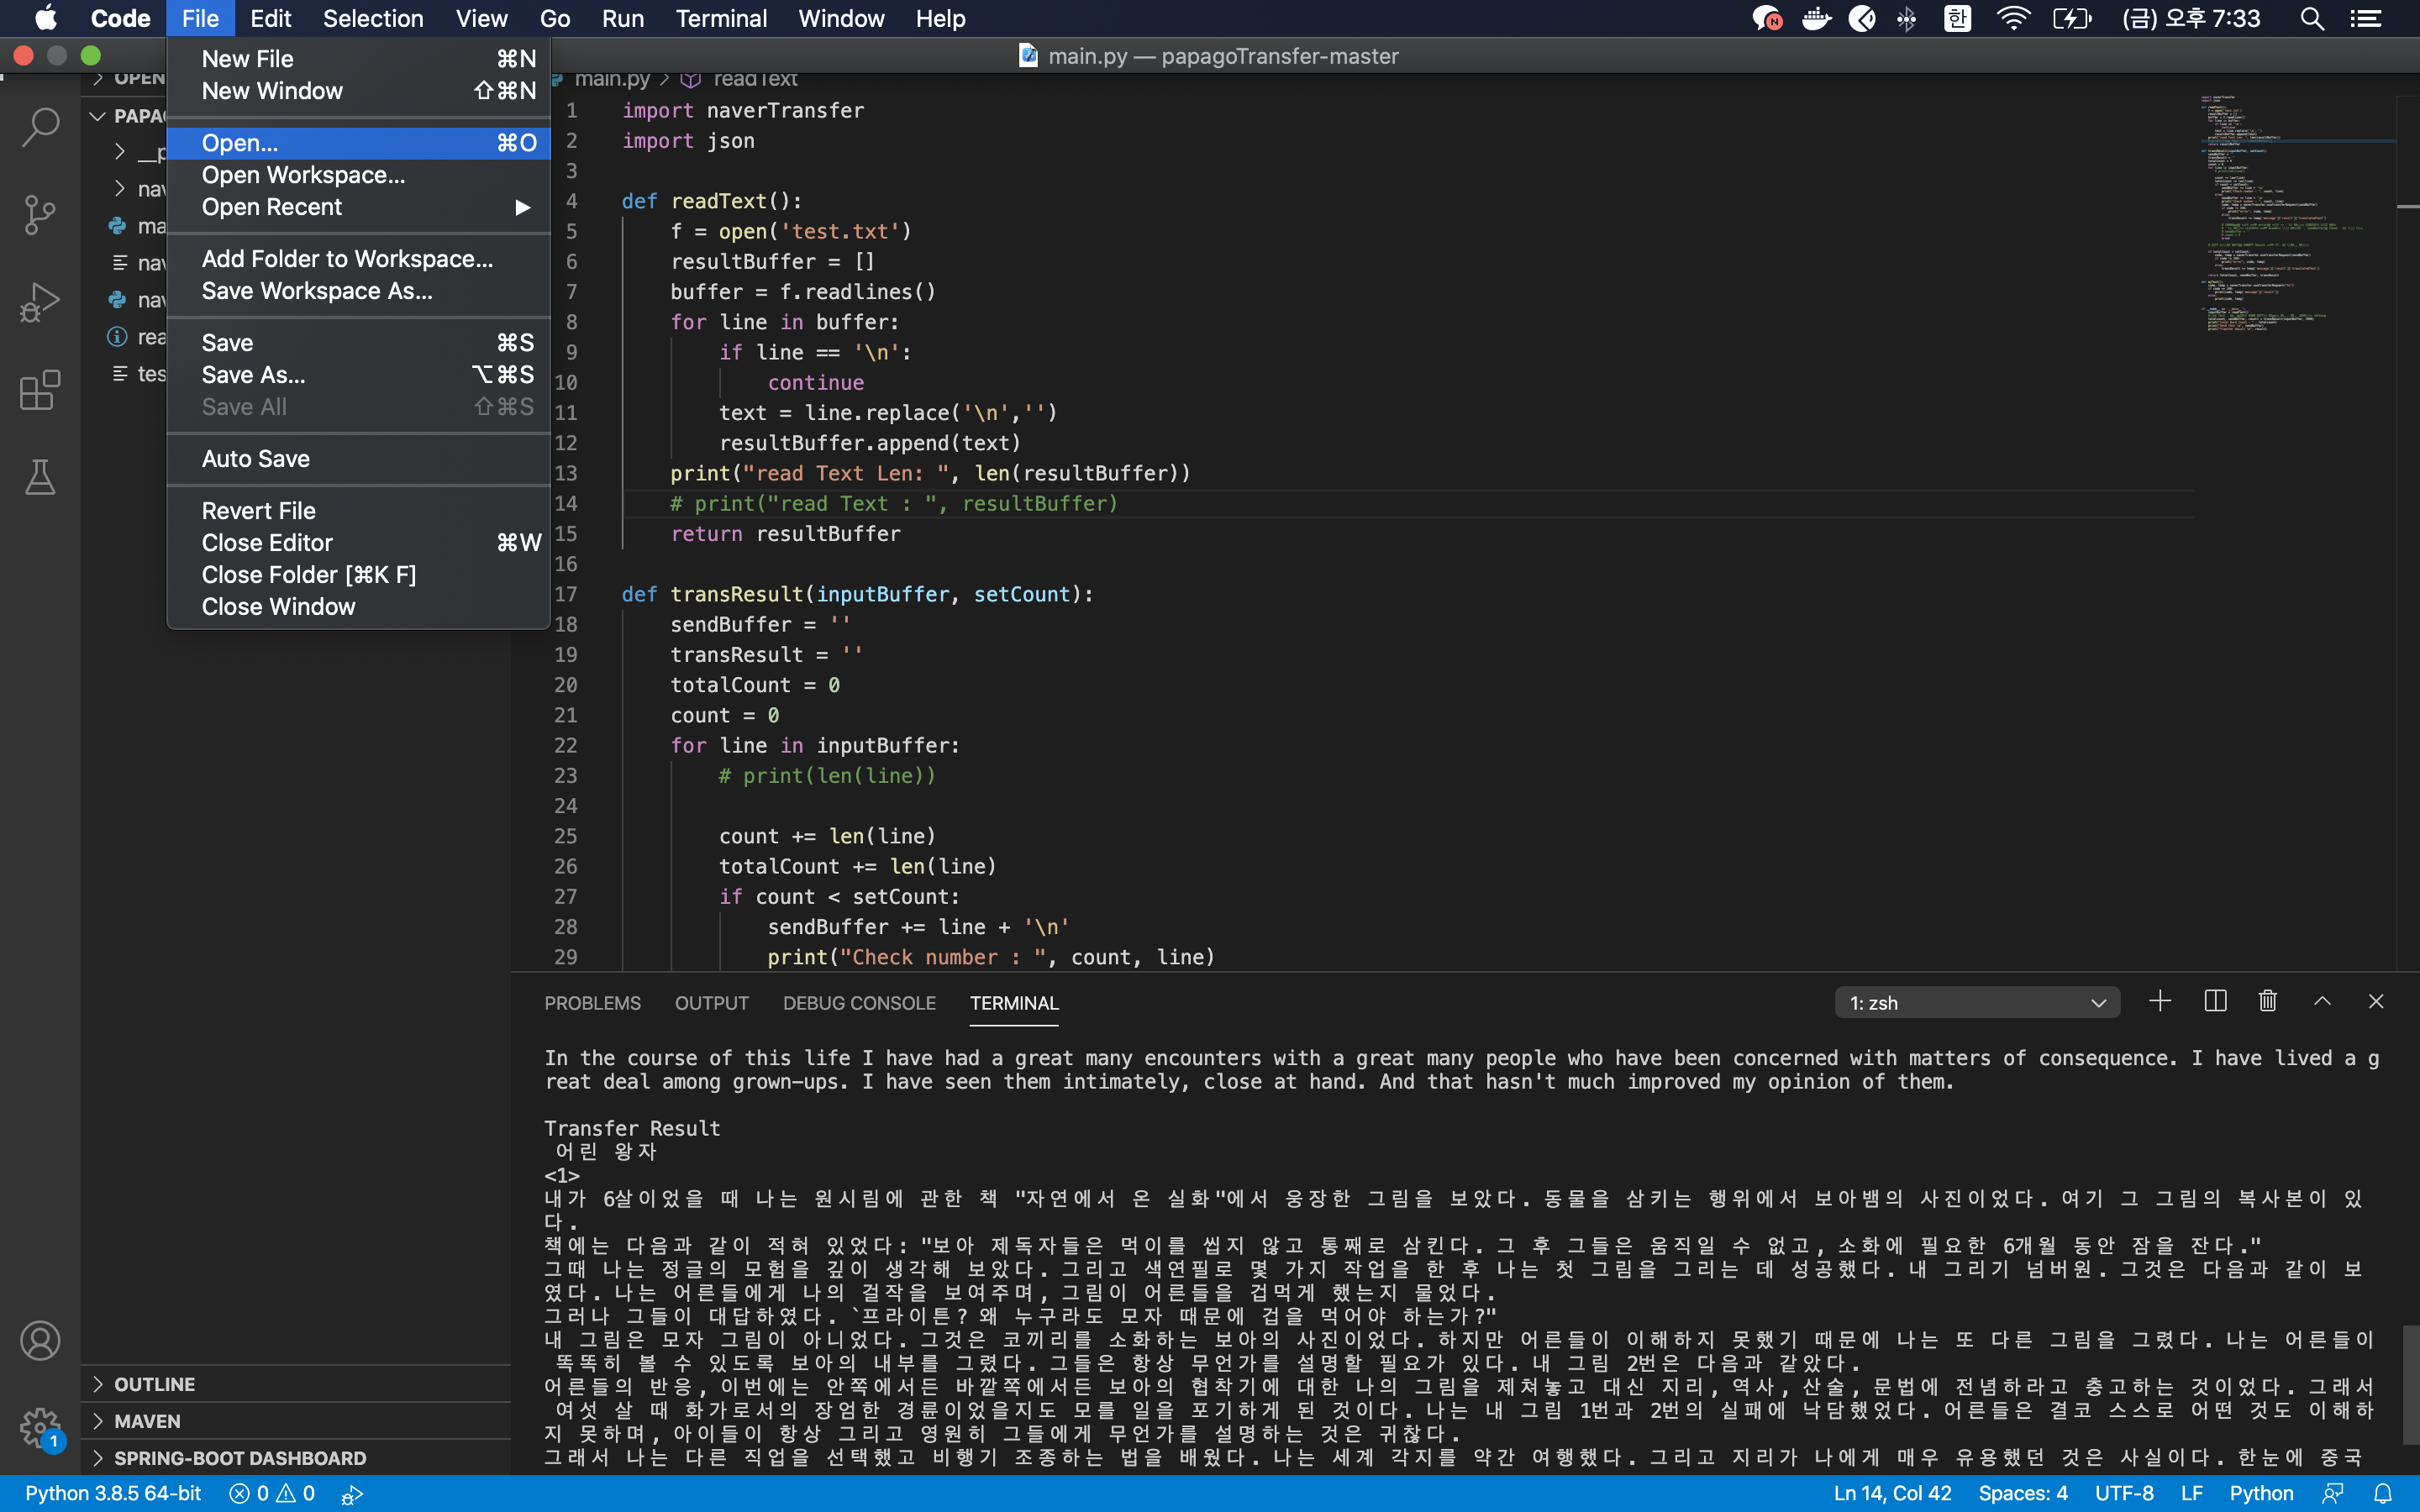 Code File Edit Selection View Go Run Terminal Window Help
한 (금) 오후 7:33
main.py — papagoTransfer-master
New File ⌘N
New Window ⇧⌘N
Open... ⌘O
Open Workspace...
Open Recent ▶
Add Folder to Workspace...
Save Workspace As...
Save ⌘S
Save As... ⌥⌘S
Save All ⇧⌘S
Auto Save
Revert File
Close Editor ⌘W
Close Folder [⌘K F]
Close Window
OPEN
PAPA
__p
nav
ma
nav
nav
rea
tes
OUTLINE
MAVEN
SPRING-BOOT DASHBOARD
1
main.py > readText
1 import naverTransfer
2 import json
3
4 def readText():
5 f = open('test.txt')
6 resultBuffer = []
7 buffer = f.readlines()
8 for line in buffer:
9 if line == '\n':
10 continue
11 text = line.replace('\n','')
12 resultBuffer.append(text)
13 print("read Text Len: ", len(resultBuffer))
14 # print("read Text : ", resultBuffer)
15 return resultBuffer
16
17 def transResult(inputBuffer, setCount):
18 sendBuffer = ''
19 transResult = ''
20 totalCount = 0
21 count = 0
22 for line in inputBuffer:
23 # print(len(line))
24
25 count += len(line)
26 totalCount += len(line)
27 if count < setCount:
28 sendBuffer += line + '\n'
29 print("Check number : ", count, line)
PROBLEMS OUTPUT DEBUG CONSOLE TERMINAL
1: zsh
In the course of this life I have had a great many encounters with a great many people who have been concerned with matters of consequence. I have lived a g
reat deal among grown-ups. I have seen them intimately, close at hand. And that hasn't much improved my opinion of them.
Transfer Result
어린 왕자
<1>
내가 6살이었을 때 나는 원시림에 관한 책 "자연에서 온 실화"에서 웅장한 그림을 보았다. 동물을 삼키는 행위에서 보아뱀의 사진이었다. 여기 그 그림의 복사본이 있
다.
책에는 다음과 같이 적혀 있었다: "보아 제독자들은 먹이를 씹지 않고 통째로 삼킨다. 그 후 그들은 움직일 수 없고, 소화에 필요한 6개월 동안 잠을 잔다."
그때 나는 정글의 모험을 깊이 생각해 보았다. 그리고 색연필로 몇 가지 작업을 한 후 나는 첫 그림을 그리는 데 성공했다. 내 그리기 넘버원. 그것은 다음과 같이 보
였다. 나는 어른들에게 나의 걸작을 보여주며, 그림이 어른들을 겁먹게 했는지 물었다.
그러나 그들이 대답하였다. `프라이튼? 왜 누구라도 모자 때문에 겁을 먹어야 하는가?"
내 그림은 모자 그림이 아니었다. 그것은 코끼리를 소화하는 보아의 사진이었다. 하지만 어른들이 이해하지 못했기 때문에 나는 또 다른 그림을 그렸다. 나는 어른들이
똑똑히 볼 수 있도록 보아의 내부를 그렸다. 그들은 항상 무언가를 설명할 필요가 있다. 내 그림 2번은 다음과 같았다.
어른들의 반응, 이번에는 안쪽에서든 바깥쪽에서든 보아의 협착기에 대한 나의 그림을 제쳐놓고 대신 지리, 역사, 산술, 문법에 전념하라고 충고하는 것이었다. 그래서
여섯 살 때 화가로서의 장엄한 경륜이었을지도 모를 일을 포기하게 된 것이다. 나는 내 그림 1번과 2번의 실패에 낙담했었다. 어른들은 결코 스스로 어떤 것도 이해하
지 못하며, 아이들이 항상 그리고 영원히 그들에게 무언가를 설명하는 것은 귀찮다.
그래서 나는 다른 직업을 선택했고 비행기 조종하는 법을 배웠다. 나는 세계 각지를 약간 여행했다. 그리고 지리가 나에게 매우 유용했던 것은 사실이다. 한눈에 중국
Python 3.8.5 64-bit 0 0 Ln 14, Col 42 Spaces: 4 UTF-8 LF Python